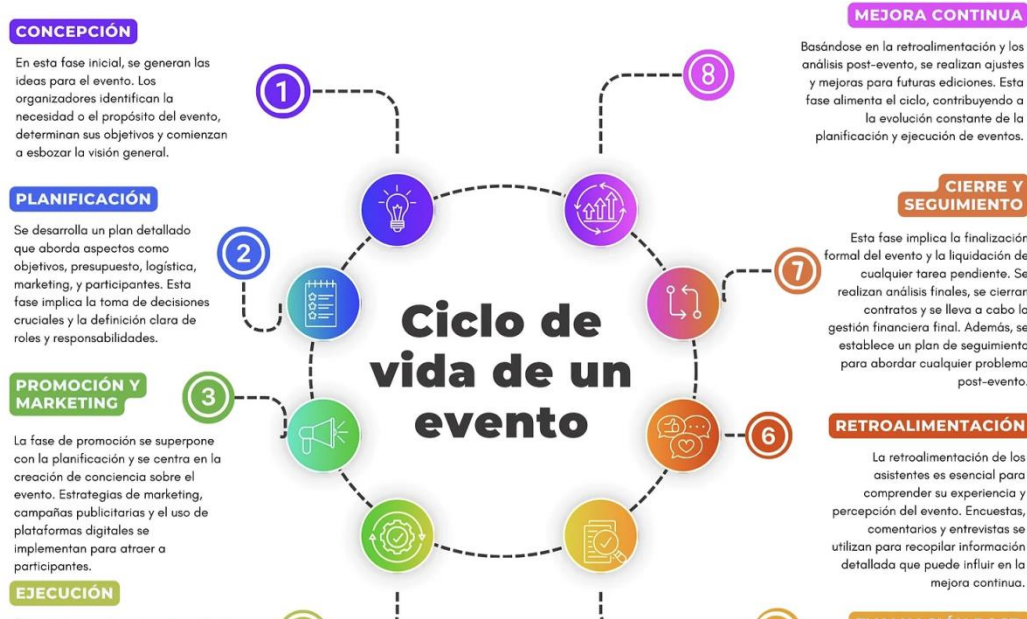 CONCEPCIÓN
En esta fase inicial, se generan las
ideas para el evento. Los
organizadores identifican la
necesidad o el propósito del evento,
determinan sus objetivos y comienzan
a esbozar la visión general.
1
PLANIFICACIÓN
Se desarrolla un plan detallado
que aborda aspectos como
objetivos, presupuesto, logística,
marketing, y participantes. Esta
fase implica la toma de decisiones
cruciales y la definición clara de
roles y responsabilidades.
2
PROMOCIÓN Y
MARKETING
3
La fase de promoción se superpone
con la planificación y se centra en la
creación de conciencia sobre el
evento. Estrategias de marketing,
campañas publicitarias y el uso de
plataformas digitales se
implementan para atraer a
participantes.
EJECUCIÓN
Ciclo de
vida de un
evento
MEJORA CONTINUA
8
Basándose en la retroalimentación y los
análisis post-evento, se realizan ajustes
y mejoras para futuras ediciones. Esta
fase alimenta el ciclo, contribuyendo a
la evolución constante de la
planificación y ejecución de eventos.
CIERRE Y
SEGUIMIENTO
7
Esta fase implica la finalización
formal del evento y la liquidación de
cualquier tarea pendiente. Se
realizan análisis finales, se cierran
contratos y se lleva a cabo la
gestión financiera final. Además, se
establece un plan de seguimiento
para abordar cualquier problema
post-evento.
RETROALIMENTACIÓN
6
La retroalimentación de los
asistentes es esencial para
comprender su experiencia y
percepción del evento. Encuestas,
comentarios y entrevistas se
utilizan para recopilar información
detallada que puede influir en la
mejora continua.